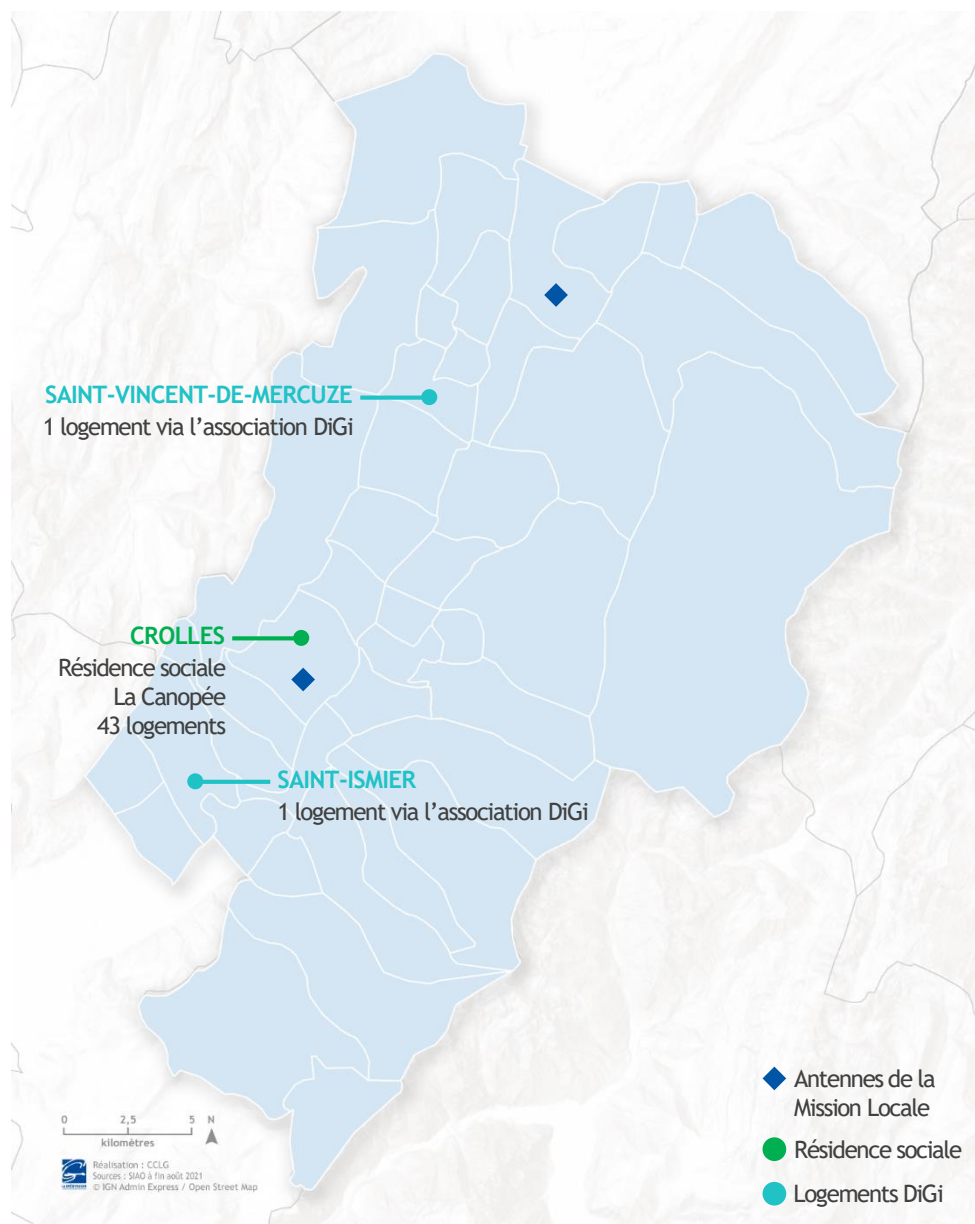 SAINT-VINCENT-DE-MERCUZE
1 logement via l’association DiGi
CROLLES
Résidence sociale
La Canopée
43 logements
SAINT-ISMIER
1 logement via l’association DiGi
Antennes de la
Mission Locale
Résidence sociale
Logements DiGi
0 2,5 5 N
kilomètres
Réalisation : CCLG
Sources : SIAO à fin août 2021
© IGN Admin Express / Open Street Map